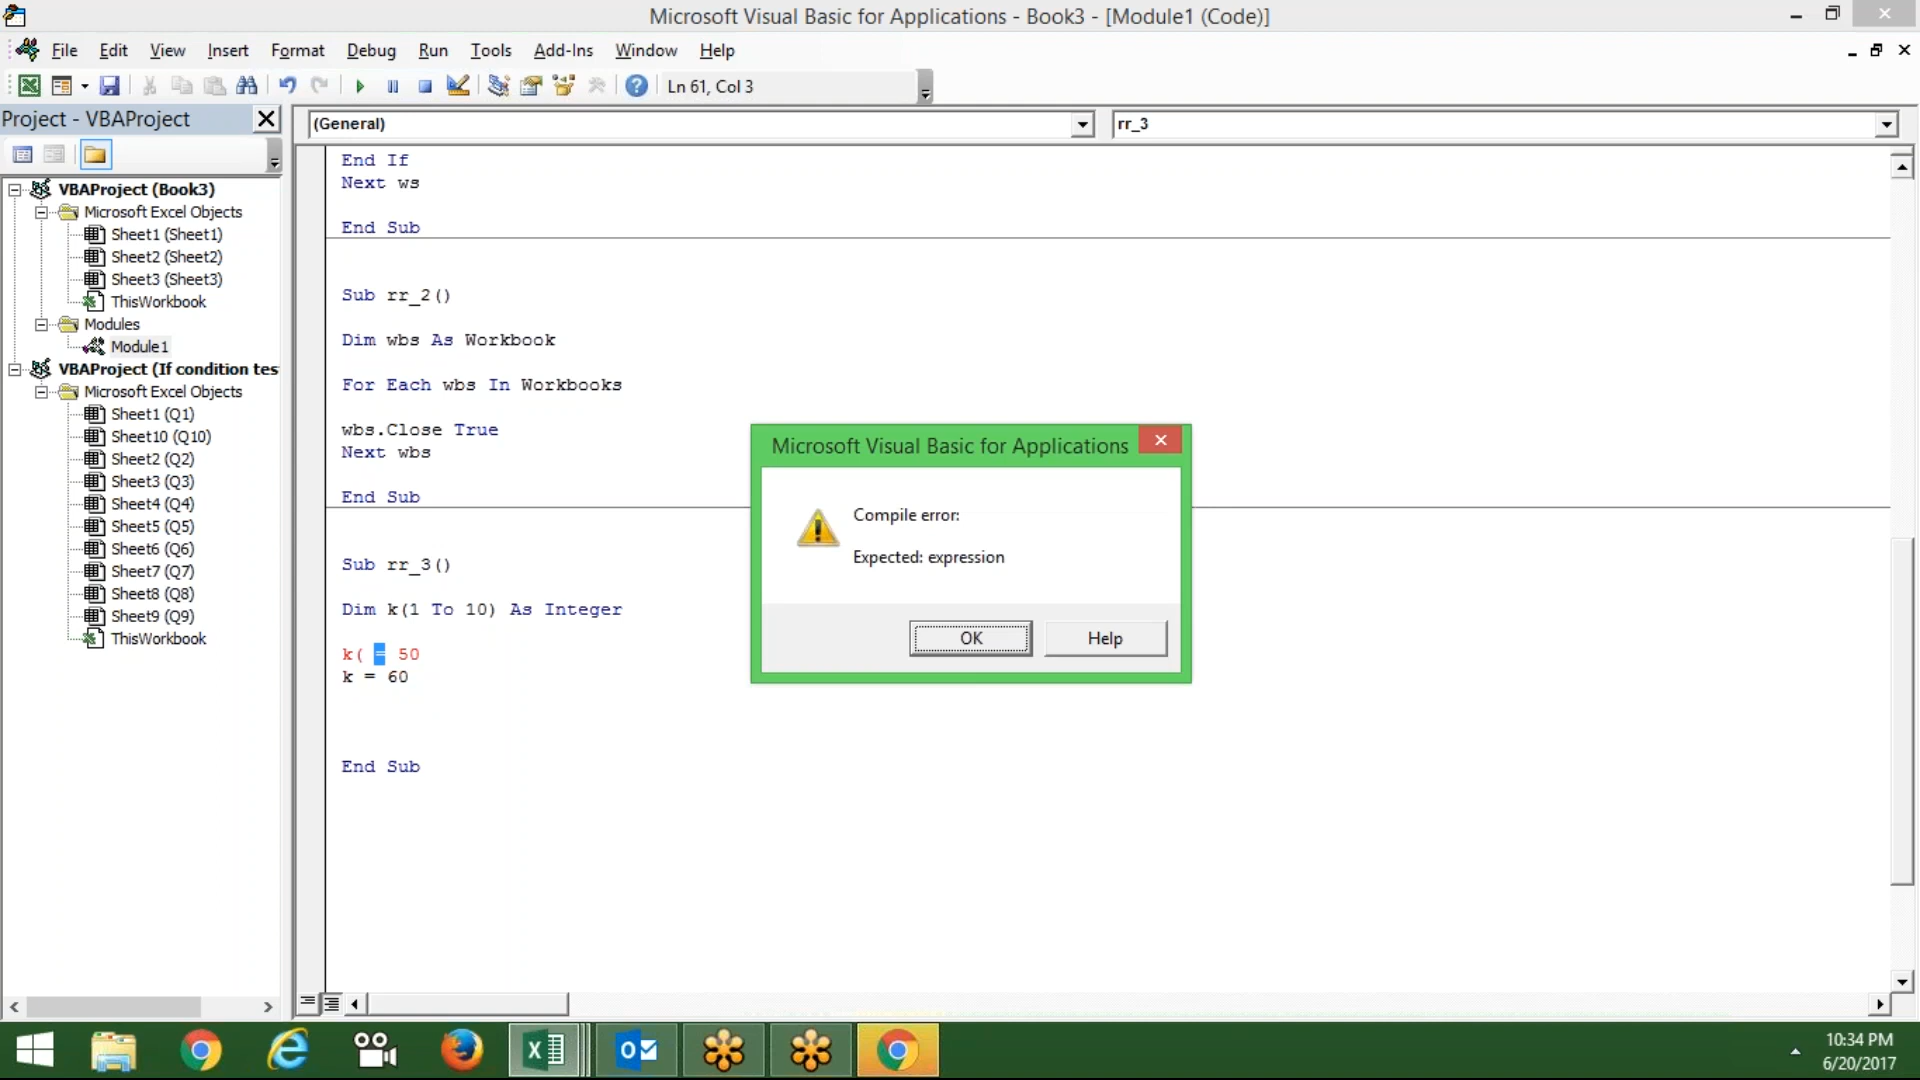 Microsoft Visual Basic for Applications - Book3 - [Module1 (Code)]
File Edit View Insert Format Debug Run Tools Add-Ins Window Help
Ln 61, Col 3
Project - VBAProject
(General)
rr_3
VBAProject (Book3)
Microsoft Excel Objects
Sheet1 (Sheet1)
Sheet2 (Sheet2)
Sheet3 (Sheet3)
ThisWorkbook
Modules
Module1
VBAProject (If condition tes
Microsoft Excel Objects
Sheet1 (Q1)
Sheet10 (Q10)
Sheet2 (Q2)
Sheet3 (Q3)
Sheet4 (Q4)
Sheet5 (Q5)
Sheet6 (Q6)
Sheet7 (Q7)
Sheet8 (Q8)
Sheet9 (Q9)
ThisWorkbook
End If
Next ws
End Sub
Sub rr_2()
Dim wbs As Workbook
For Each wbs In Workbooks
wbs.Close True
Next wbs
End Sub
Sub rr_3()
Dim k(1 To 10) As Integer
k( = 50
k = 60
End Sub
Microsoft Visual Basic for Applications
Compile error:
Expected: expression
OK
Help
10:34 PM
6/20/2017